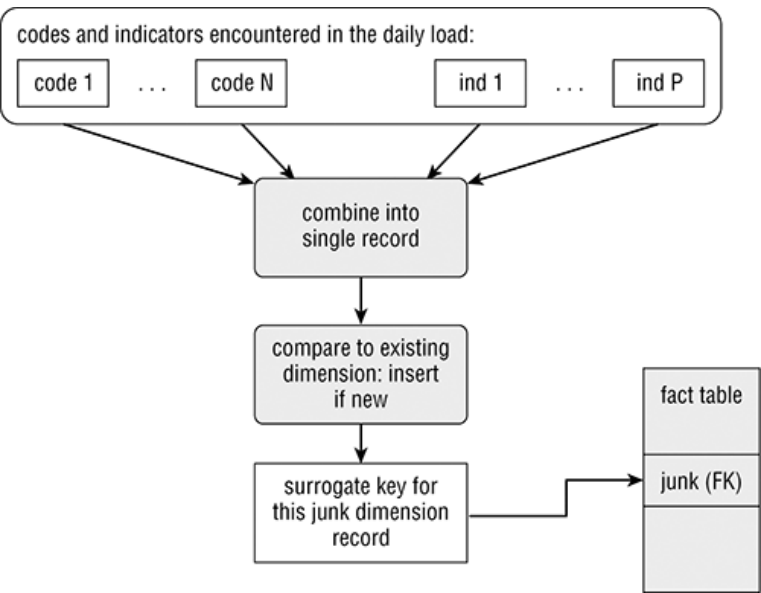 codes and indicators encountered in the daily load:
code 1 ... code N ind 1 ... ind P
combine into
single record
compare to existing
dimension: insert
if new
fact table
junk (FK)
surrogate key for
this junk dimension
record